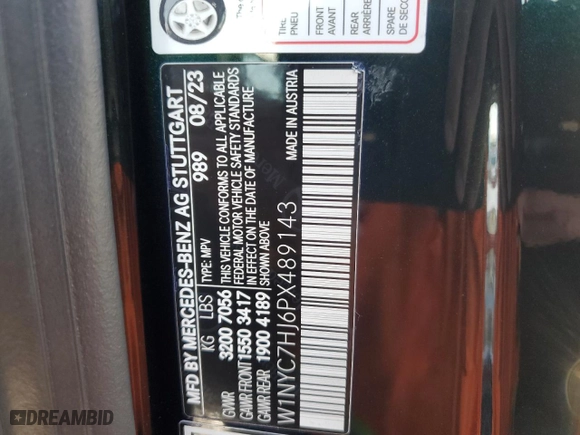 The
TIRE
PNEU
FRONT
AVANT
REAR
ARRIÈRE
SPARE
DE SECO
MFD BY MERCEDES-BENZ AG STUTTGART
KG LBS TYPE: MPV 989 08/23
GVWR 3200 7056 THIS VEHICLE CONFORMS TO ALL APPLICABLE
GAWR FRONT 1550 3417 FEDERAL MOTOR VEHICLE SAFETY STANDARDS
IN EFFECT ON THE DATE OF MANUFACTURE
GAWR REAR 1900 4189 SHOWN ABOVE
W1NYC7HJ6PX489143 MADE IN AUSTRIA
DREAMBID